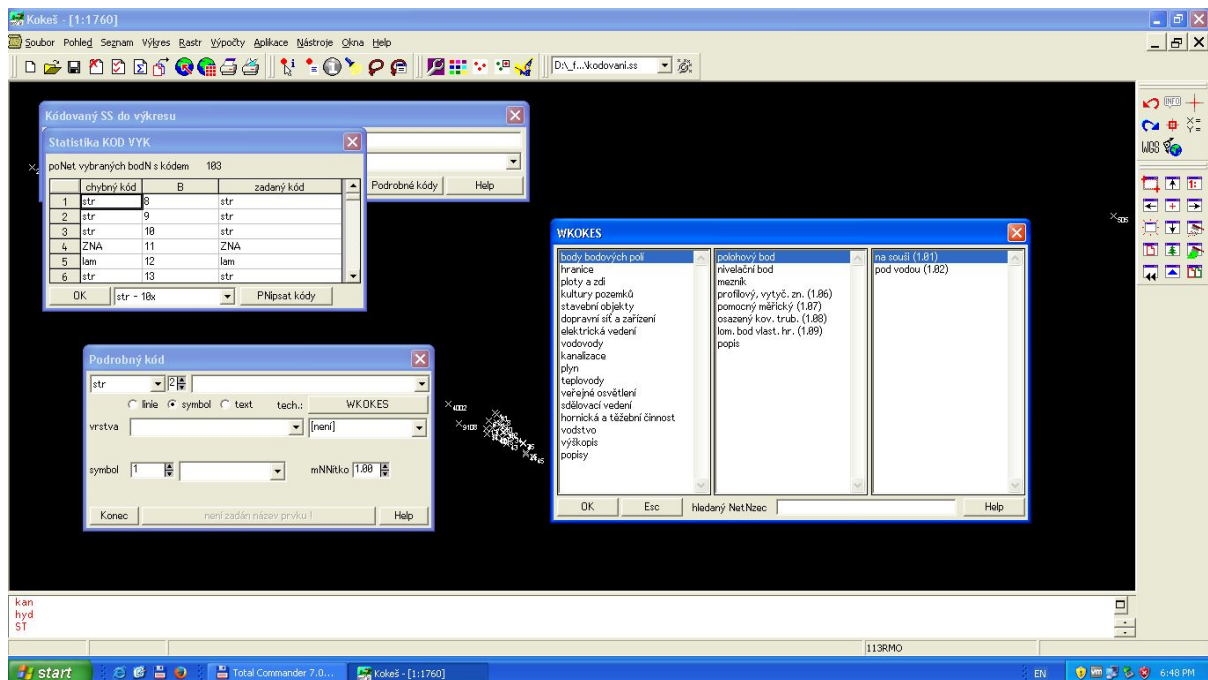 Kokeš - [1:1760]
Soubor Pohled Seznam Výkres Rastr Výpočty Aplikace Nástroje Okna Help
D:\_f...\kodovani.ss
INFO
X=
Y=
WGS
1:
Kódovaný SS do výkresu
Podrobné kódy Help
Statistika KOD VYK
poNet vybraných bodN s kódem 103
chybný kód B zadaný kód
1 str 8 str
2 str 9 str
3 str 10 str
4 ZNA 11 ZNA
5 lam 12 lam
6 str 13 str
OK str - 10x PNipsat kódy
505
Podrobný kód
str 2
linie symbol text tech.: WKOKES
vrstva [není]
symbol 1 mNNítko 1.00
Konec není zadán název prvku ! Help
4002
9103
WKOKES
body bodových polí polohový bod na souši (1.01)
hranice nivelační bod pod vodou (1.02)
ploty a zdi mezník
kultury pozemků profilový, vytyč. zn. (1.06)
stavební objekty pomocný měřický (1.07)
dopravní síť a zařízení osazený kov. trub. (1.08)
elektrická vedení lom. bod vlast. hr. (1.09)
vodovody popis
kanalizace
plyn
teplovody
veřejné osvětlení
sdělovací vedení
hornická a těžební činnost
vodstvo
výškopis
popisy
OK Esc hledaný NetNzec Help
kan
hyd
ST
113RMO
start Total Commander 7.0... Kokeš - [1:1760] EN 6:48 PM